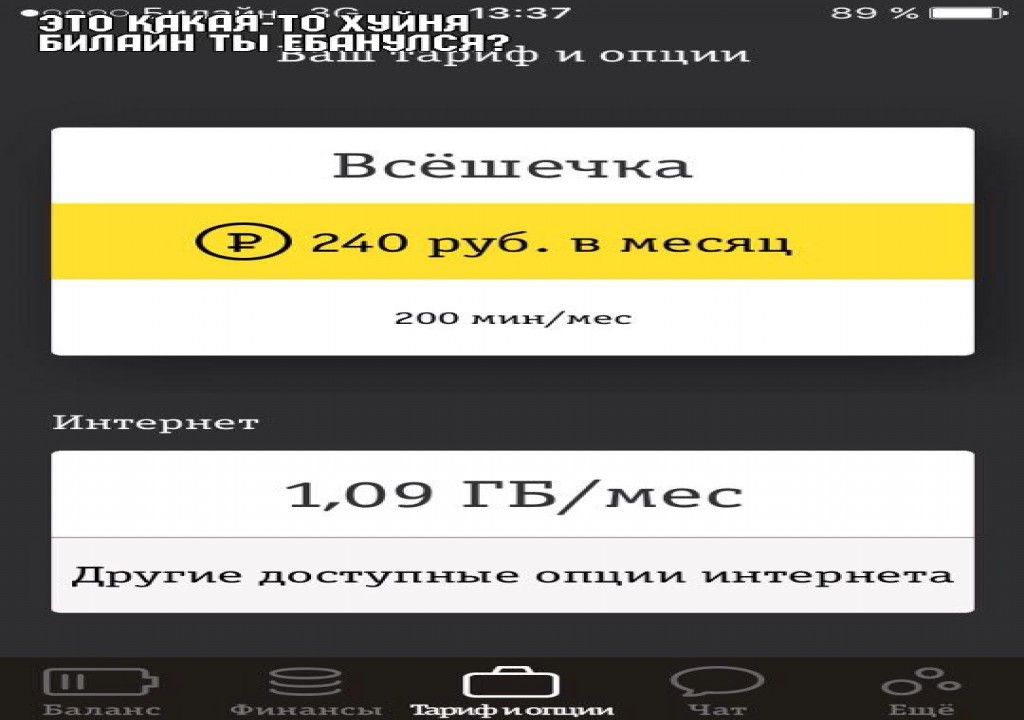 Билайн 3G 13:37 89 %
ЭТО КАКАЯ-ТО ХУЙНЯ
БИЛАЙН ТЫ ЕБАНУЛСЯ?
Ваш тариф и опции
Всёшечка
₽ 240 руб. в месяц
200 мин/мес
Интернет
1,09 ГБ/мес
Другие доступные опции интернета
Баланс Финансы Тариф и опции Чат Ещё